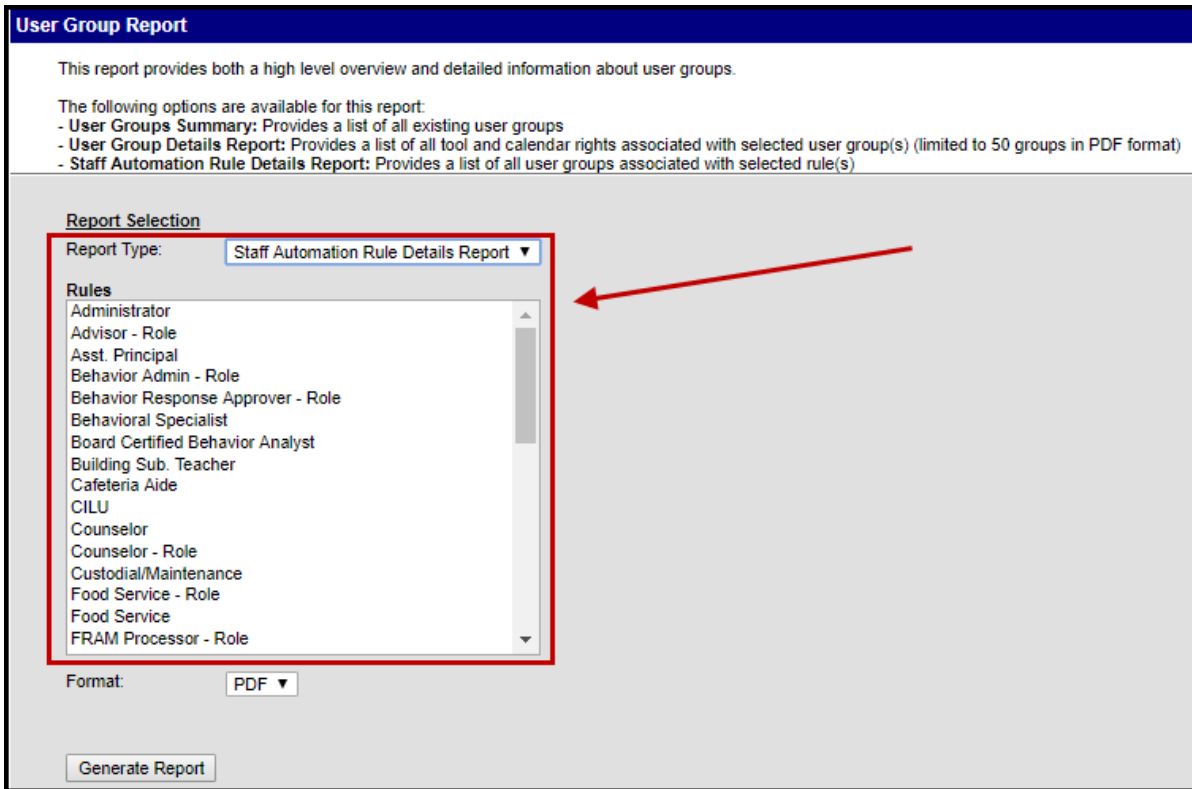 User Group Report
This report provides both a high level overview and detailed information about user groups.
The following options are available for this report:
- User Groups Summary: Provides a list of all existing user groups
- User Group Details Report: Provides a list of all tool and calendar rights associated with selected user group(s) (limited to 50 groups in PDF format)
- Staff Automation Rule Details Report: Provides a list of all user groups associated with selected rule(s)
Report Selection
Report Type: Staff Automation Rule Details Report
Rules
Administrator
Advisor - Role
Asst. Principal
Behavior Admin - Role
Behavior Response Approver - Role
Behavioral Specialist
Board Certified Behavior Analyst
Building Sub. Teacher
Cafeteria Aide
CILU
Counselor
Counselor - Role
Custodial/Maintenance
Food Service - Role
Food Service
FRAM Processor - Role
Format: PDF
Generate Report